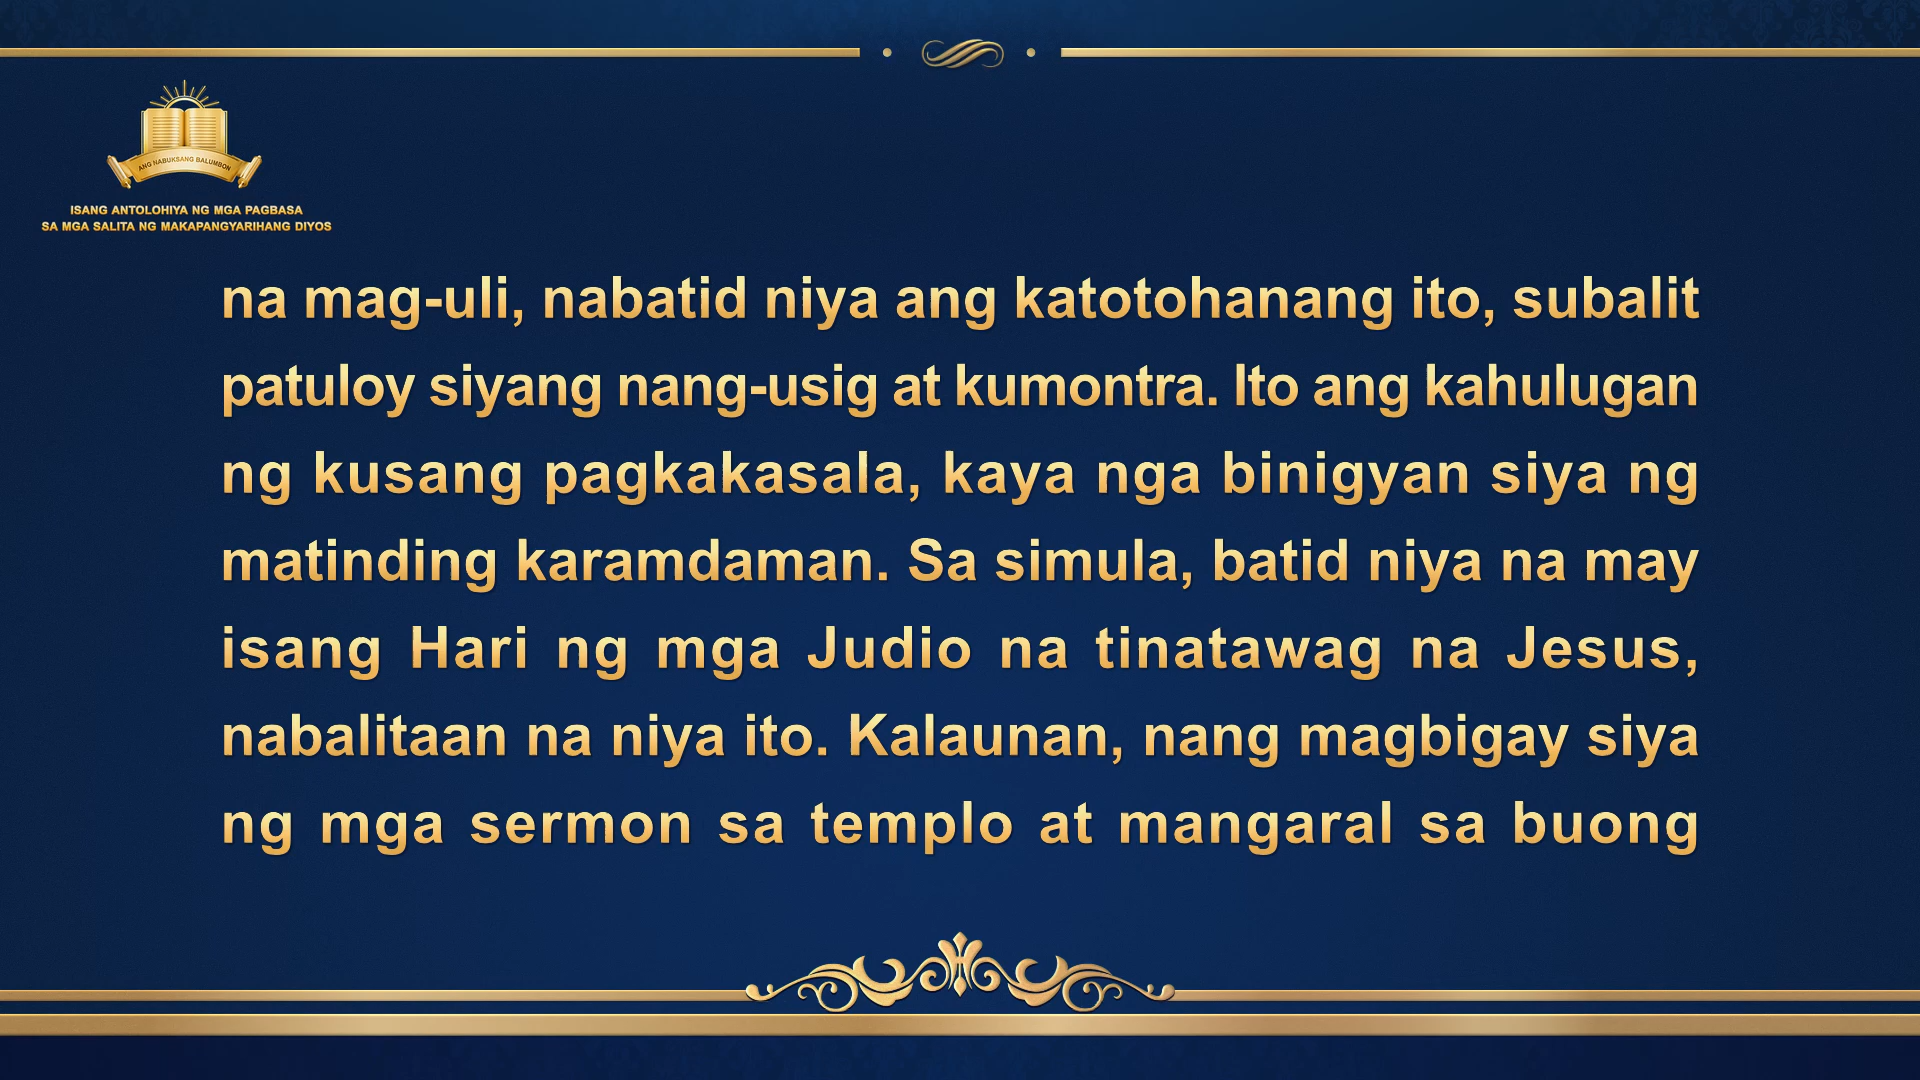 ANG NABUKSANG BALUMBON
ISANG ANTOLOHIYA NG MGA PAGBASA
SA MGA SALITA NG MAKAPANGYARIHANG DIYOS
na mag-uli, nabatid niya ang katotohanang ito, subalit
patuloy siyang nang-usig at kumontra. Ito ang kahulugan
ng kusang pagkakasala, kaya nga binigyan siya ng
matinding karamdaman. Sa simula, batid niya na may
isang Hari ng mga Judio na tinatawag na Jesus,
nabalitaan na niya ito. Kalaunan, nang magbigay siya
ng mga sermon sa templo at mangaral sa buong